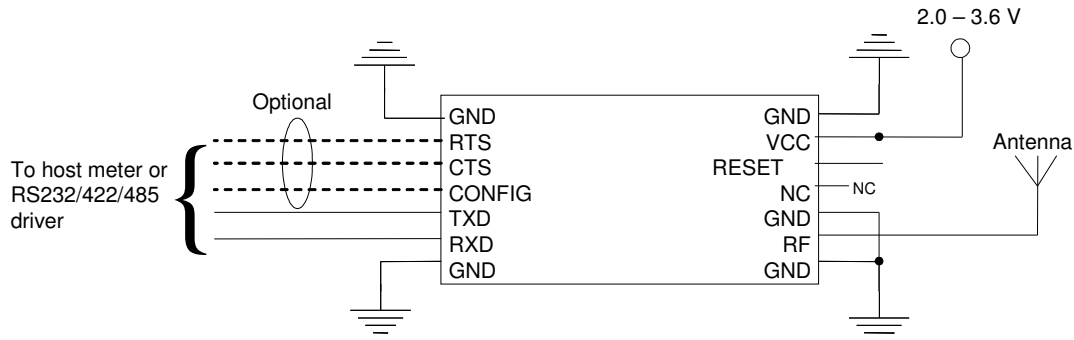 2.0 – 3.6 V
Optional
To host meter or
RS232/422/485
driver
GND
RTS
CTS
CONFIG
TXD
RXD
GND
GND
VCC
RESET
NC
NC
GND
RF
GND
Antenna